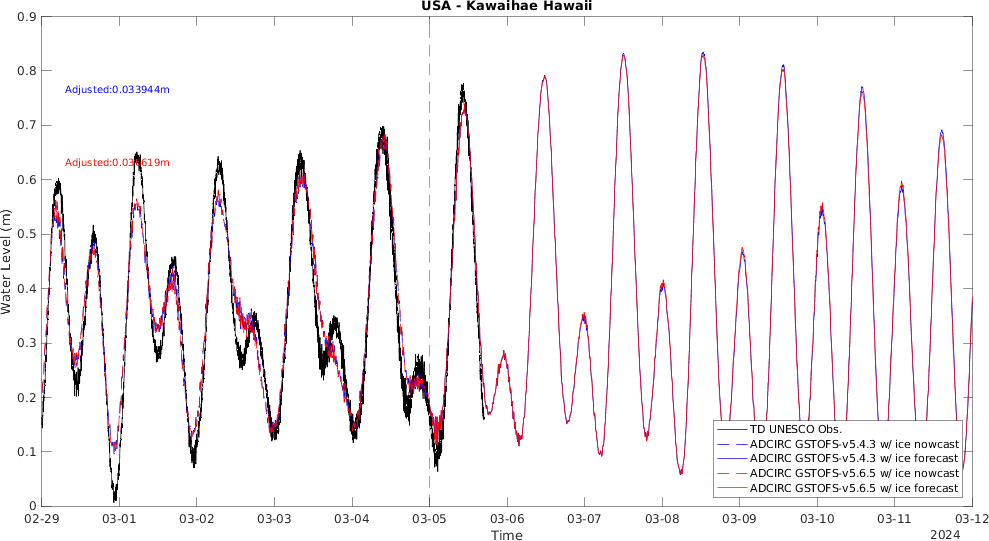 USA - Kawaihae Hawaii
0.9
0.8
0.7
0.6
0.5
0.4
0.3
0.2
0.1
0
Water Level (m)
Adjusted:0.033944m
TD UNESCO Obs.
ADCIRC GSTOFS-v5.4.3 w/ ice nowcast
ADCIRC GSTOFS-v5.4.3 w/ ice forecast
ADCIRC GSTOFS-v5.6.5 w/ ice nowcast
ADCIRC GSTOFS-v5.6.5 w/ ice forecast
02-29 03-01 03-02 03-03 03-04 03-05 03-06 03-07 03-08 03-09 03-10 03-11 03-12
Time
2024